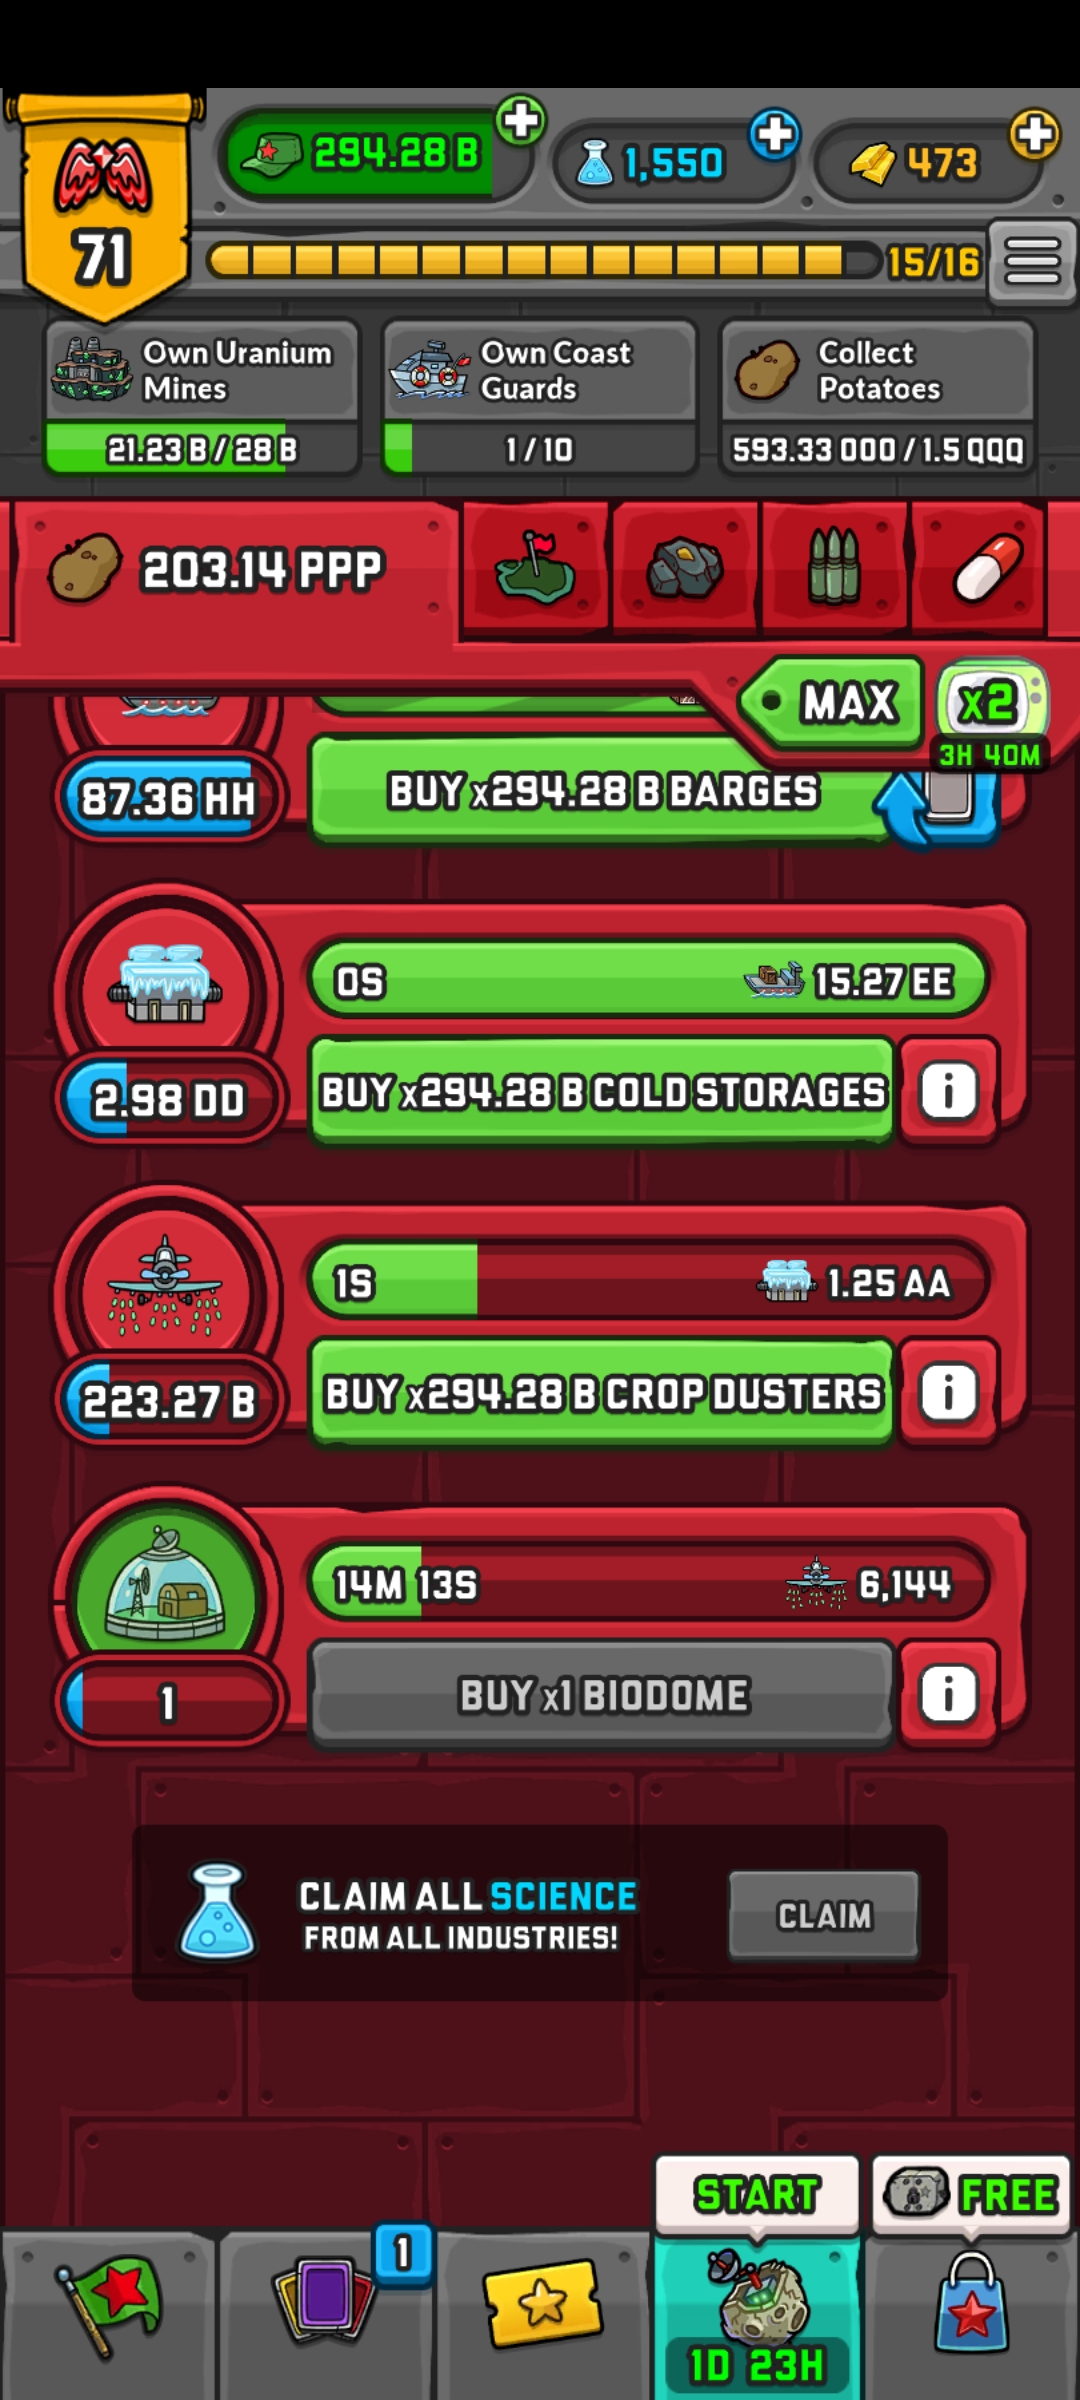 294.28 B
1,550
473
71
15/16
Own Uranium
Mines
21.23 B / 28 B
Own Coast
Guards
1 / 10
Collect
Potatoes
593.33 OOO / 1.5 QQQ
203.14 PPP
MAX
x2
3H 40M
87.36 HH
BUY x294.28 B BARGES
0S
15.27 EE
2.98 DD
BUY x294.28 B COLD STORAGES
i
1S
1.25 AA
223.27 B
BUY x294.28 B CROP DUSTERS
i
14M 13S
6,144
1
BUY x1 BIODOME
i
CLAIM ALL SCIENCE
FROM ALL INDUSTRIES!
CLAIM
START
FREE
1
1D 23H